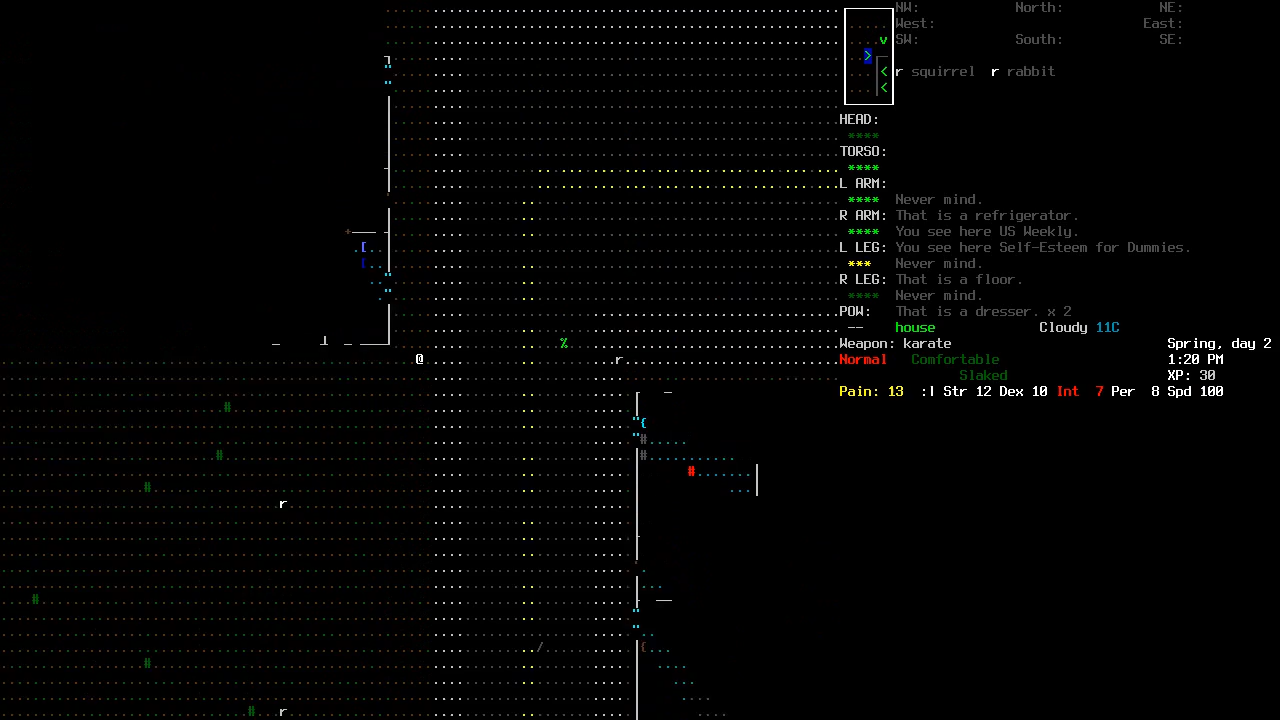 NW: North: NE:
West: East:
SW: South: SE:
r squirrel r rabbit
HEAD:
****
TORSO:
****
L ARM:
**** Never mind.
R ARM: That is a refrigerator.
**** You see here US Weekly.
L LEG: You see here Self-Esteem for Dummies.
*** Never mind.
R LEG: That is a floor.
**** Never mind.
POW: That is a dresser. x 2
-- house Cloudy 11C
Weapon: karate Spring, day 2
Normal Comfortable 1:20 PM
Slaked XP: 30
Pain: 13 :| Str 12 Dex 10 Int 7 Per 8 Spd 100